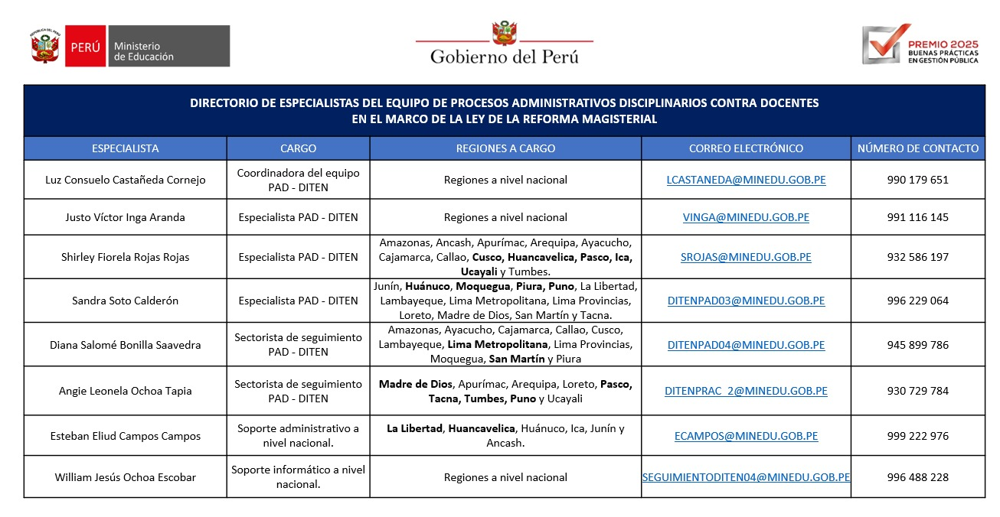 REPÚBLICA DEL PERÚ
PERÚ
Ministerio
de Educación
Gobierno del Perú
PREMIO 2025
BUENAS PRÁCTICAS
EN GESTIÓN PÚBLICA
DIRECTORIO DE ESPECIALISTAS DEL EQUIPO DE PROCESOS ADMINISTRATIVOS DISCIPLINARIOS CONTRA DOCENTES
EN EL MARCO DE LA LEY DE LA REFORMA MAGISTERIAL
ESPECIALISTA
CARGO
REGIONES A CARGO
CORREO ELECTRÓNICO
NÚMERO DE CONTACTO
Luz Consuelo Castañeda Cornejo
Coordinadora del equipo
PAD - DITEN
Regiones a nivel nacional
LCASTANEDA@MINEDU.GOB.PE
990 179 651
Justo Víctor Inga Aranda
Especialista PAD - DITEN
Regiones a nivel nacional
VINGA@MINEDU.GOB.PE
991 116 145
Shirley Fiorela Rojas Rojas
Especialista PAD - DITEN
Amazonas, Ancash, Apurímac, Arequipa, Ayacucho,
Cajamarca, Callao, Cusco, Huancavelica, Pasco, Ica,
Ucayali y Tumbes.
SROJAS@MINEDU.GOB.PE
932 586 197
Sandra Soto Calderón
Especialista PAD - DITEN
Junín, Huánuco, Moquegua, Piura, Puno, La Libertad,
Lambayeque, Lima Metropolitana, Lima Provincias,
Loreto, Madre de Dios, San Martín y Tacna.
DITENPAD03@MINEDU.GOB.PE
996 229 064
Diana Salomé Bonilla Saavedra
Sectorista de seguimiento
PAD - DITEN
Amazonas, Ayacucho, Cajamarca, Callao, Cusco,
Lambayeque, Lima Metropolitana, Lima Provincias,
Moquegua, San Martín y Piura
DITENPAD04@MINEDU.GOB.PE
945 899 786
Angie Leonela Ochoa Tapia
Sectorista de seguimiento
PAD - DITEN
Madre de Dios, Apurímac, Arequipa, Loreto, Pasco,
Tacna, Tumbes, Puno y Ucayali
DITENPRAC_2@MINEDU.GOB.PE
930 729 784
Esteban Eliud Campos Campos
Soporte administrativo a
nivel nacional.
La Libertad, Huancavelica, Huánuco, Ica, Junín y
Ancash.
ECAMPOS@MINEDU.GOB.PE
999 222 976
William Jesús Ochoa Escobar
Soporte informático a nivel
nacional.
Regiones a nivel nacional
SEGUIMIENTODITEN04@MINEDU.GOB.PE
996 488 228